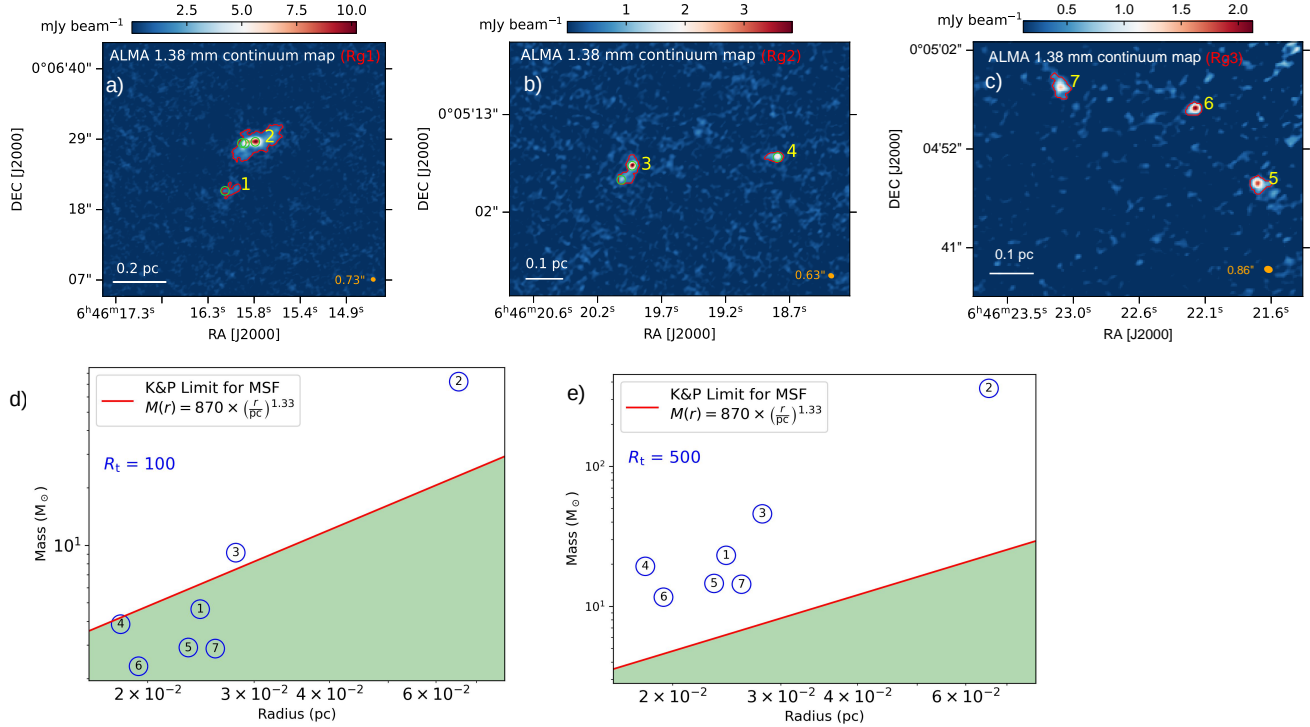 mJy beam⁻¹ 2.5 5.0 7.5 10.0
ALMA 1.38 mm continuum map (Rg1)
a)
2
1
0.2 pc
0.73"
0°06'40"
29"
18"
07"
DEC [J2000]
6ʰ46ᵐ17.3ˢ 16.3ˢ 15.8ˢ 15.4ˢ 14.9ˢ
RA [J2000]
mJy beam⁻¹ 1 2 3
ALMA 1.38 mm continuum map (Rg2)
b)
3
4
0.1 pc
0.63"
0°05'13"
02"
DEC [J2000]
6ʰ46ᵐ20.6ˢ 20.2ˢ 19.7ˢ 19.2ˢ 18.7ˢ
RA [J2000]
mJy beam⁻¹ 0.5 1.0 1.5 2.0
ALMA 1.38 mm continuum map (Rg3)
c)
7
6
5
0.1 pc
0.86"
0°05'02"
04'52"
41"
DEC [J2000]
6ʰ46ᵐ23.5ˢ 23.0ˢ 22.6ˢ 22.1ˢ 21.6ˢ
RA [J2000]
d)
K&P Limit for MSF
M(r) = 870 × (r/pc)^1.33
Rₜ = 100
2
3
1
4
5
7
6
10¹
Mass (M⊙)
2 × 10⁻² 3 × 10⁻² 4 × 10⁻² 6 × 10⁻²
Radius (pc)
e)
K&P Limit for MSF
M(r) = 870 × (r/pc)^1.33
Rₜ = 500
2
3
1
4
5
7
6
10²
10¹
Mass (M⊙)
2 × 10⁻² 3 × 10⁻² 4 × 10⁻² 6 × 10⁻²
Radius (pc)